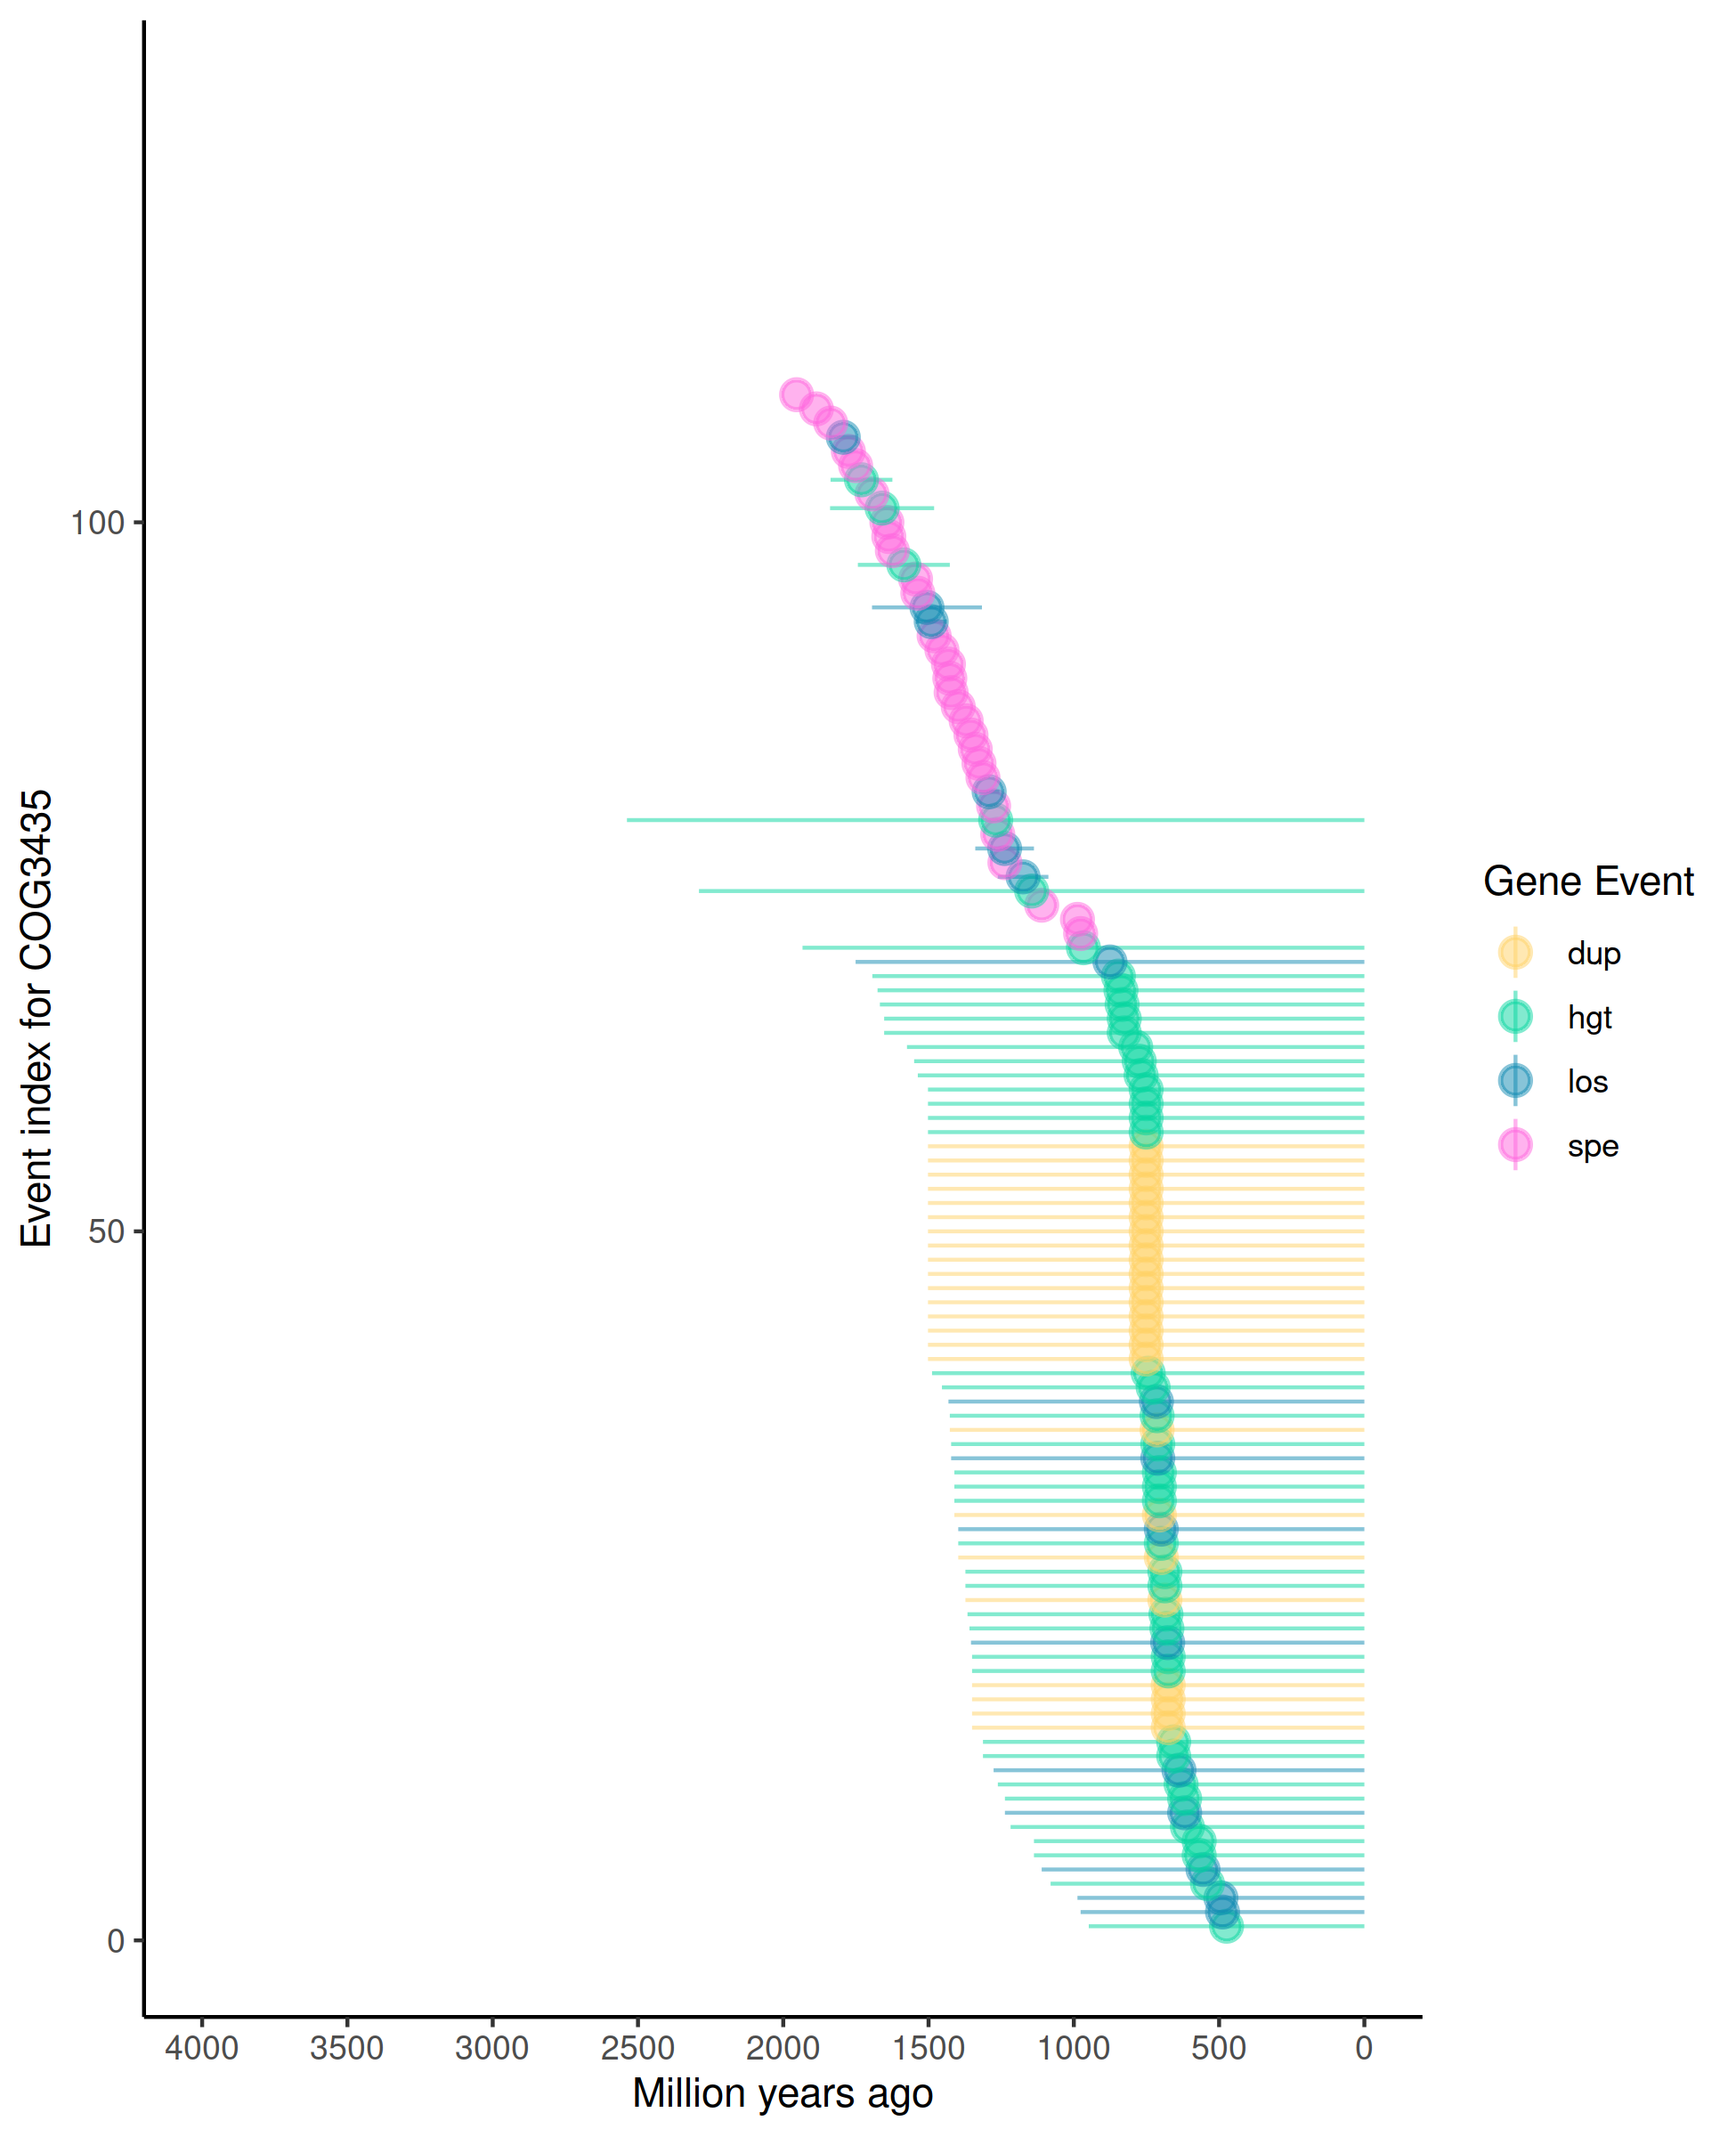 Event index for COG3435
100
50
0
4000 3500 3000 2500 2000 1500 1000 500 0
Million years ago
Gene Event
dup
hgt
los
spe